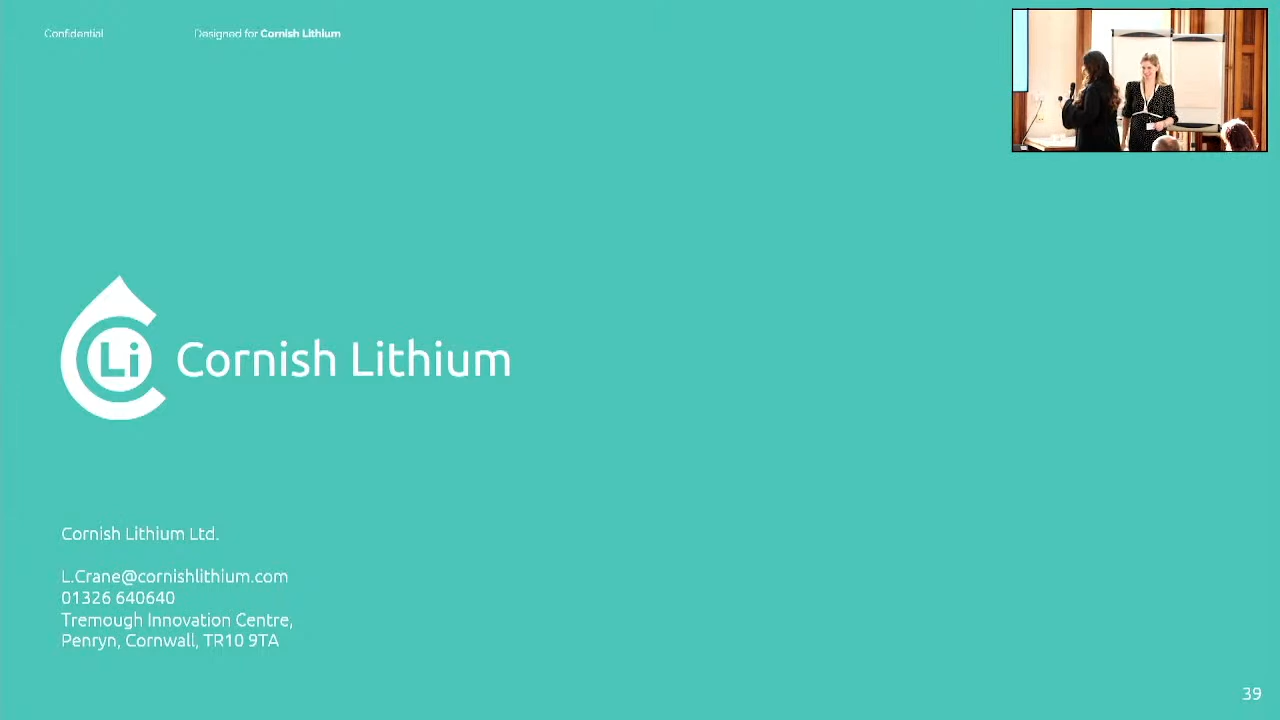 Confidential
Designed for Cornish Lithium
Li
Cornish Lithium
Cornish Lithium Ltd.
L.Crane@cornishlithium.com
01326 640640
Tremough Innovation Centre,
Penryn, Cornwall, TR10 9TA
39